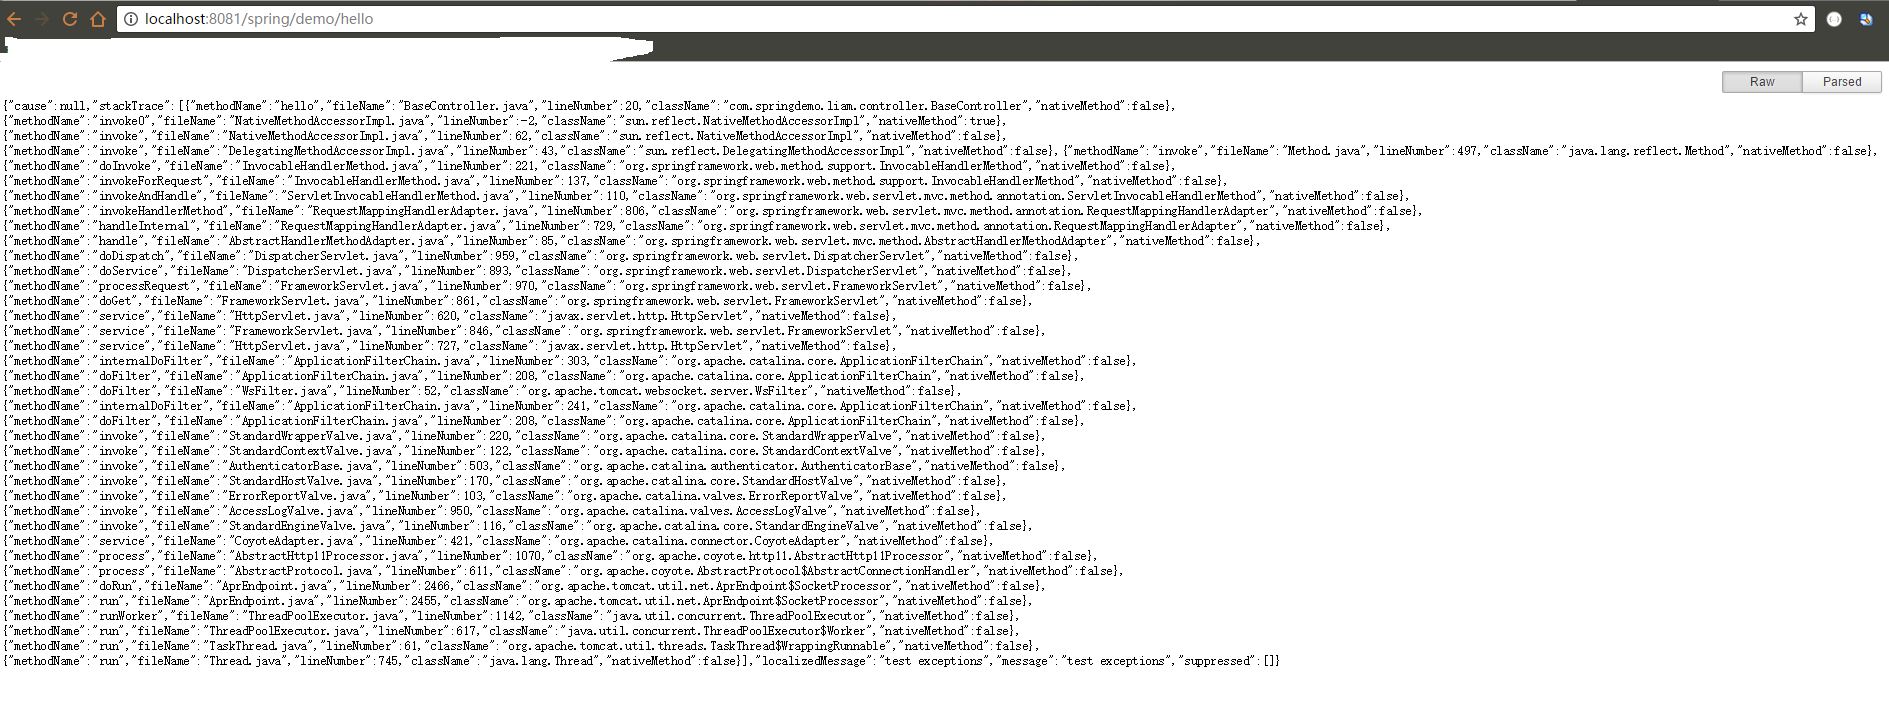 localhost:8081/spring/demo/hello
Raw Parsed
{"cause":null,"stackTrace":[{"methodName":"hello","fileName":"BaseController.java","lineNumber":20,"className":"com.springdemo.liam.controller.BaseController","nativeMethod":false},
{"methodName":"invoke0","fileName":"NativeMethodAccessorImpl.java","lineNumber":-2,"className":"sun.reflect.NativeMethodAccessorImpl","nativeMethod":true},
{"methodName":"invoke","fileName":"NativeMethodAccessorImpl.java","lineNumber":62,"className":"sun.reflect.NativeMethodAccessorImpl","nativeMethod":false},
{"methodName":"invoke","fileName":"DelegatingMethodAccessorImpl.java","lineNumber":43,"className":"sun.reflect.DelegatingMethodAccessorImpl","nativeMethod":false},{"methodName":"invoke","fileName":"Method.java","lineNumber":497,"className":"java.lang.reflect.Method","nativeMethod":false},
{"methodName":"doInvoke","fileName":"InvocableHandlerMethod.java","lineNumber":221,"className":"org.springframework.web.method.support.InvocableHandlerMethod","nativeMethod":false},
{"methodName":"invokeForRequest","fileName":"InvocableHandlerMethod.java","lineNumber":137,"className":"org.springframework.web.method.support.InvocableHandlerMethod","nativeMethod":false},
{"methodName":"invokeAndHandle","fileName":"ServletInvocableHandlerMethod.java","lineNumber":110,"className":"org.springframework.web.servlet.mvc.method.annotation.ServletInvocableHandlerMethod","nativeMethod":false},
{"methodName":"invokeHandlerMethod","fileName":"RequestMappingHandlerAdapter.java","lineNumber":806,"className":"org.springframework.web.servlet.mvc.method.annotation.RequestMappingHandlerAdapter","nativeMethod":false},
{"methodName":"handleInternal","fileName":"RequestMappingHandlerAdapter.java","lineNumber":729,"className":"org.springframework.web.servlet.mvc.method.annotation.RequestMappingHandlerAdapter","nativeMethod":false},
{"methodName":"handle","fileName":"AbstractHandlerMethodAdapter.java","lineNumber":85,"className":"org.springframework.web.servlet.mvc.method.AbstractHandlerMethodAdapter","nativeMethod":false},
{"methodName":"doDispatch","fileName":"DispatcherServlet.java","lineNumber":959,"className":"org.springframework.web.servlet.DispatcherServlet","nativeMethod":false},
{"methodName":"doService","fileName":"DispatcherServlet.java","lineNumber":893,"className":"org.springframework.web.servlet.DispatcherServlet","nativeMethod":false},
{"methodName":"processRequest","fileName":"FrameworkServlet.java","lineNumber":970,"className":"org.springframework.web.servlet.FrameworkServlet","nativeMethod":false},
{"methodName":"doGet","fileName":"FrameworkServlet.java","lineNumber":861,"className":"org.springframework.web.servlet.FrameworkServlet","nativeMethod":false},
{"methodName":"service","fileName":"HttpServlet.java","lineNumber":620,"className":"javax.servlet.http.HttpServlet","nativeMethod":false},
{"methodName":"service","fileName":"FrameworkServlet.java","lineNumber":846,"className":"org.springframework.web.servlet.FrameworkServlet","nativeMethod":false},
{"methodName":"service","fileName":"HttpServlet.java","lineNumber":727,"className":"javax.servlet.http.HttpServlet","nativeMethod":false},
{"methodName":"internalDoFilter","fileName":"ApplicationFilterChain.java","lineNumber":303,"className":"org.apache.catalina.core.ApplicationFilterChain","nativeMethod":false},
{"methodName":"doFilter","fileName":"ApplicationFilterChain.java","lineNumber":208,"className":"org.apache.catalina.core.ApplicationFilterChain","nativeMethod":false},
{"methodName":"doFilter","fileName":"WsFilter.java","lineNumber":52,"className":"org.apache.tomcat.websocket.server.WsFilter","nativeMethod":false},
{"methodName":"internalDoFilter","fileName":"ApplicationFilterChain.java","lineNumber":241,"className":"org.apache.catalina.core.ApplicationFilterChain","nativeMethod":false},
{"methodName":"doFilter","fileName":"ApplicationFilterChain.java","lineNumber":208,"className":"org.apache.catalina.core.ApplicationFilterChain","nativeMethod":false},
{"methodName":"invoke","fileName":"StandardWrapperValve.java","lineNumber":220,"className":"org.apache.catalina.core.StandardWrapperValve","nativeMethod":false},
{"methodName":"invoke","fileName":"StandardContextValve.java","lineNumber":122,"className":"org.apache.catalina.core.StandardContextValve","nativeMethod":false},
{"methodName":"invoke","fileName":"AuthenticatorBase.java","lineNumber":503,"className":"org.apache.catalina.authenticator.AuthenticatorBase","nativeMethod":false},
{"methodName":"invoke","fileName":"StandardHostValve.java","lineNumber":170,"className":"org.apache.catalina.core.StandardHostValve","nativeMethod":false},
{"methodName":"invoke","fileName":"ErrorReportValve.java","lineNumber":103,"className":"org.apache.catalina.valves.ErrorReportValve","nativeMethod":false},
{"methodName":"invoke","fileName":"AccessLogValve.java","lineNumber":950,"className":"org.apache.catalina.valves.AccessLogValve","nativeMethod":false},
{"methodName":"invoke","fileName":"StandardEngineValve.java","lineNumber":116,"className":"org.apache.catalina.core.StandardEngineValve","nativeMethod":false},
{"methodName":"service","fileName":"CoyoteAdapter.java","lineNumber":421,"className":"org.apache.catalina.connector.CoyoteAdapter","nativeMethod":false},
{"methodName":"process","fileName":"AbstractHttp11Processor.java","lineNumber":1070,"className":"org.apache.coyote.http11.AbstractHttp11Processor","nativeMethod":false},
{"methodName":"process","fileName":"AbstractProtocol.java","lineNumber":611,"className":"org.apache.coyote.AbstractProtocol$AbstractConnectionHandler","nativeMethod":false},
{"methodName":"doRun","fileName":"AprEndpoint.java","lineNumber":2466,"className":"org.apache.tomcat.util.net.AprEndpoint$SocketProcessor","nativeMethod":false},
{"methodName":"run","fileName":"AprEndpoint.java","lineNumber":2455,"className":"org.apache.tomcat.util.net.AprEndpoint$SocketProcessor","nativeMethod":false},
{"methodName":"runWorker","fileName":"ThreadPoolExecutor.java","lineNumber":1142,"className":"java.util.concurrent.ThreadPoolExecutor","nativeMethod":false},
{"methodName":"run","fileName":"ThreadPoolExecutor.java","lineNumber":617,"className":"java.util.concurrent.ThreadPoolExecutor$Worker","nativeMethod":false},
{"methodName":"run","fileName":"TaskThread.java","lineNumber":61,"className":"org.apache.tomcat.util.threads.TaskThread$WrappingRunnable","nativeMethod":false},
{"methodName":"run","fileName":"Thread.java","lineNumber":745,"className":"java.lang.Thread","nativeMethod":false}],"localizedMessage":"test exceptions","message":"test exceptions","suppressed":[]}